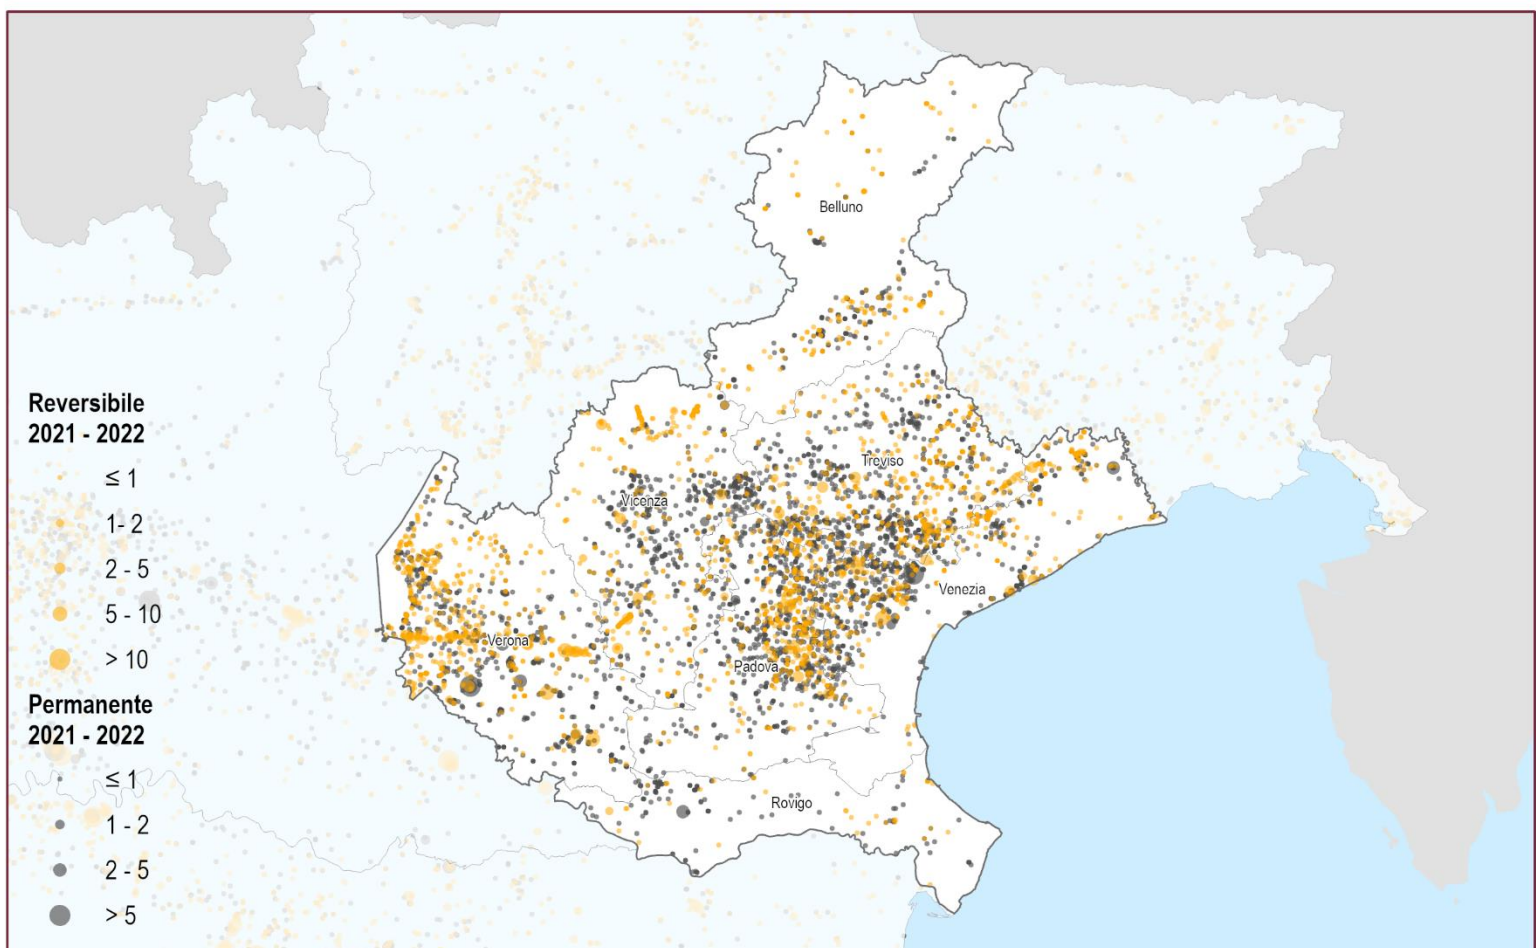 Belluno
Reversibile
2021 - 2022
≤ 1
1- 2
2 - 5
5 - 10
> 10
Permanente
2021 - 2022
≤ 1
1 - 2
2 - 5
> 5
Treviso
Vicenza
Venezia
Verona
Padova
Rovigo